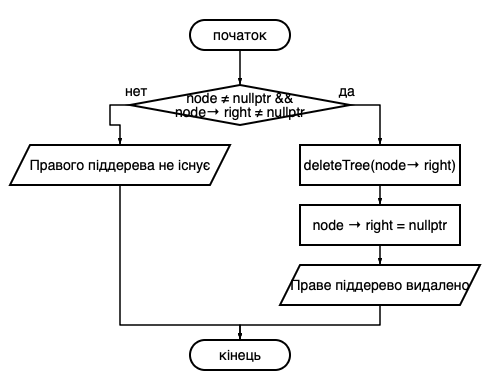 початок
нет
да
node ≠ nullptr &&
node→ right ≠ nullptr
Правого піддерева не існує
deleteTree(node→ right)
node → right = nullptr
Праве піддерево видалено
кінець